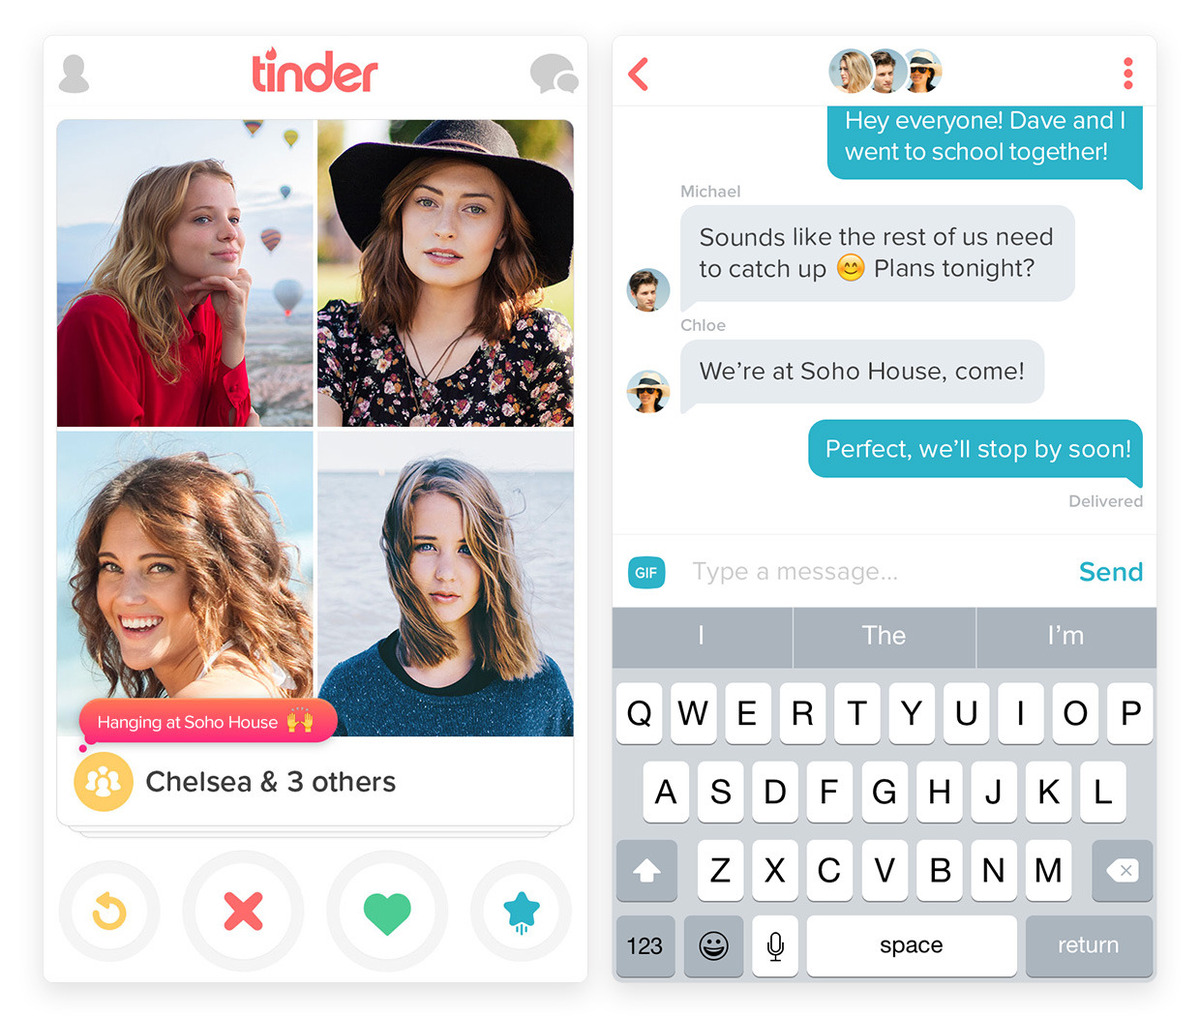 tinder
Hanging at Soho House 🙌
Chelsea & 3 others
Hey everyone! Dave and I
went to school together!
Michael
Sounds like the rest of us need
to catch up 😊 Plans tonight?
Chloe
We’re at Soho House, come!
Perfect, we’ll stop by soon!
Delivered
GIF Type a message... Send
I The I’m
Q W E R T Y U I O P
A S D F G H J K L
Z X C V B N M
123 space return